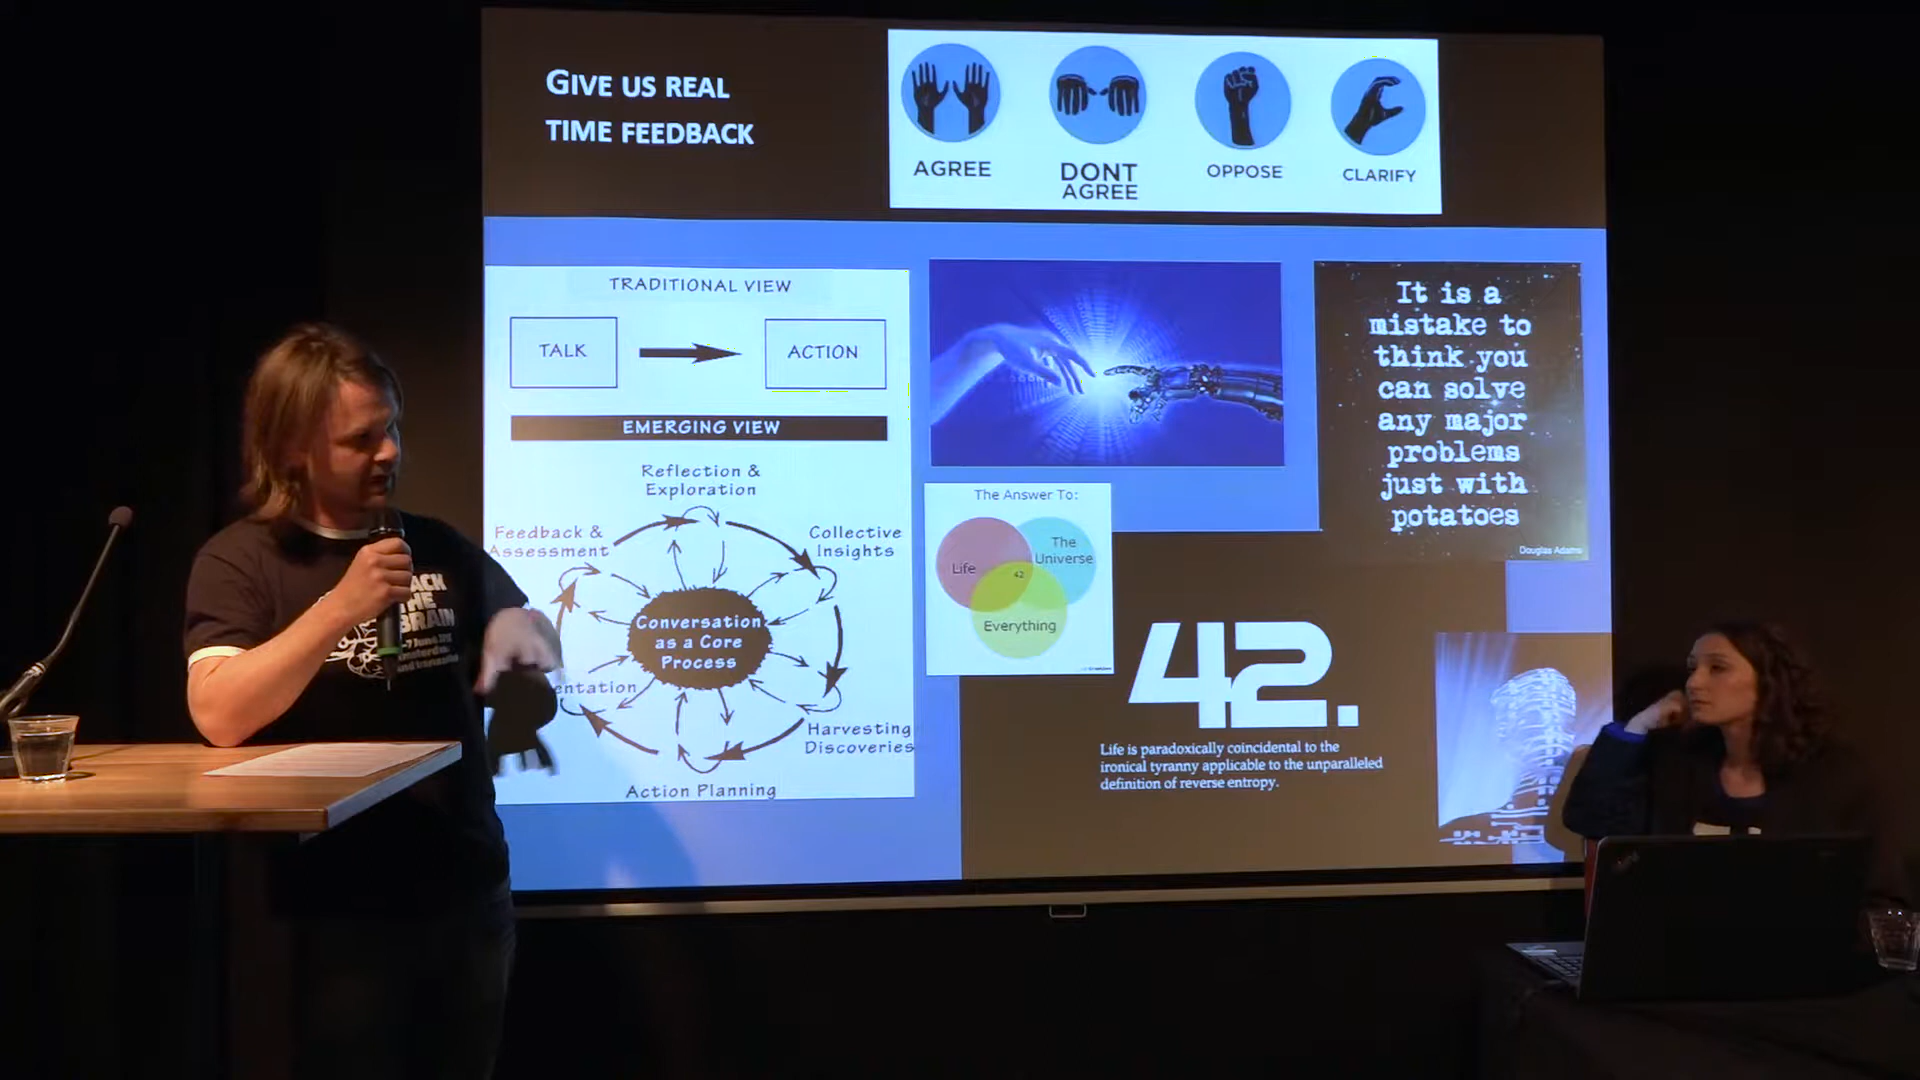 GIVE US REAL
TIME FEEDBACK
AGREE
DONT
AGREE
OPPOSE
CLARIFY
TRADITIONAL VIEW
TALK
ACTION
EMERGING VIEW
Reflection &
Exploration
Feedback &
Assessment
Collective
Insights
Conversation
as a Core
Process
Harvesting
Discoveries
Action Planning
The Answer To:
Life
The
Universe
42
Everything
It is a
mistake to
think you
can solve
any major
problems
just with
potatoes
Douglas Adams
42.
Life is paradoxically coincidental to the
ironical tyranny applicable to the unparalleled
definition of reverse entropy.
THE
BRAIN